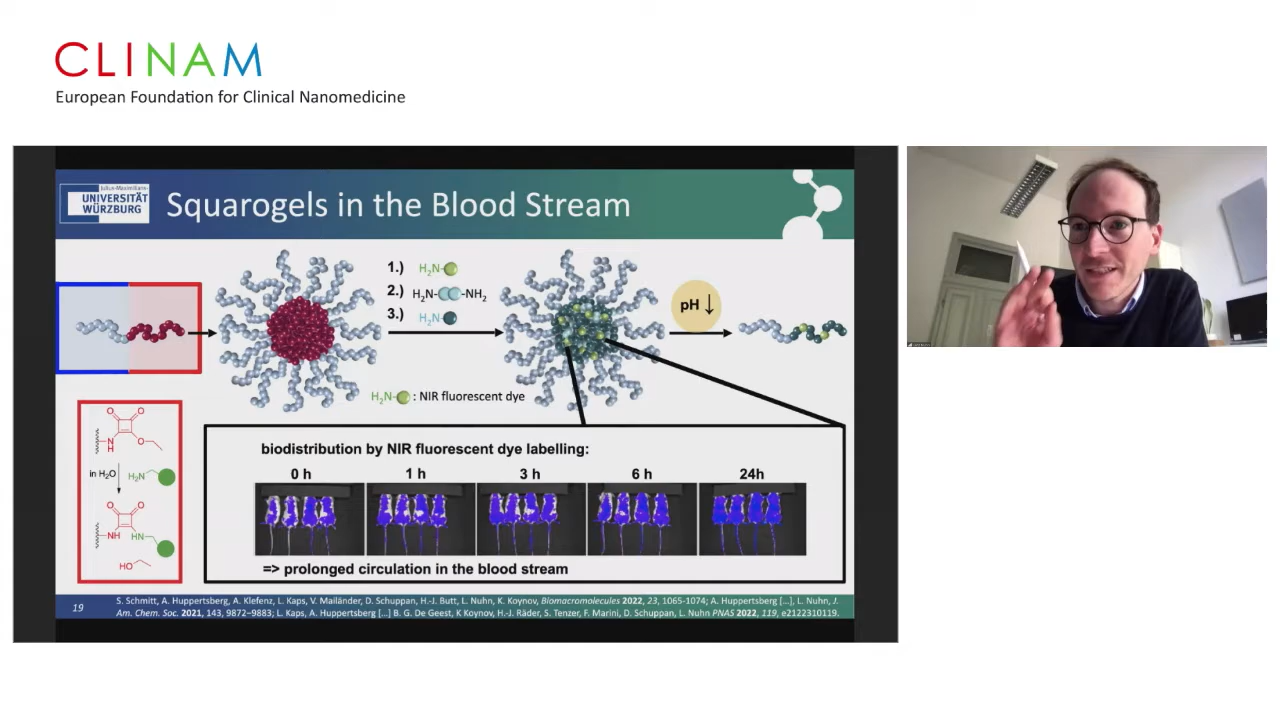 CLINAM
European Foundation for Clinical Nanomedicine
Julius-Maximilians-
UNIVERSITÄT
WÜRZBURG
Squarogels in the Blood Stream
1.) H₂N-
2.) H₂N- -NH₂
3.) H₂N-
pH ↓
H₂N- : NIR fluorescent dye
O O
N
H
O
in H₂O
H₂N
O O
NH HN
HO
biodistribution by NIR fluorescent dye labelling:
0 h 1 h 3 h 6 h 24h
=> prolonged circulation in the blood stream
19
S. Schmitt, A. Huppertsberg, A. Klefenz, L. Kaps, V. Mailänder, D. Schuppan, H.-J. Butt, L. Nuhn, K. Koynov, Biomacromolecules 2022, 23, 1065-1074; A. Huppertsberg [...], L. Nuhn, J.
Am. Chem. Soc. 2021, 143, 9872–9883; L. Kaps, A. Huppertsberg [...] B. G. De Geest, K Koynov, H.-J. Räder, S. Tenzer, F. Marini, D. Schuppan, L. Nuhn PNAS 2022, 119, e2122310119.